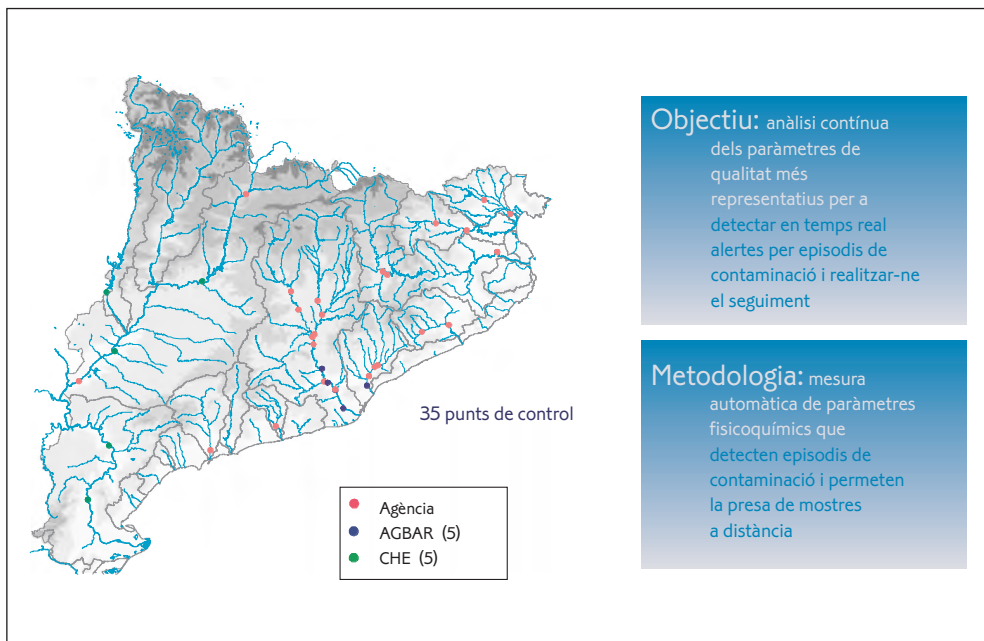 Objectiu: anàlisi contínua
dels paràmetres de
qualitat més
representatius per a
detectar en temps real
alertes per episodis de
contaminació i realitzar-ne
el seguiment
Metodologia: mesura
automàtica de paràmetres
fisicoquímics que
detecten episodis de
contaminació i permeten
la presa de mostres
a distància
35 punts de control
Agència
AGBAR (5)
CHE (5)